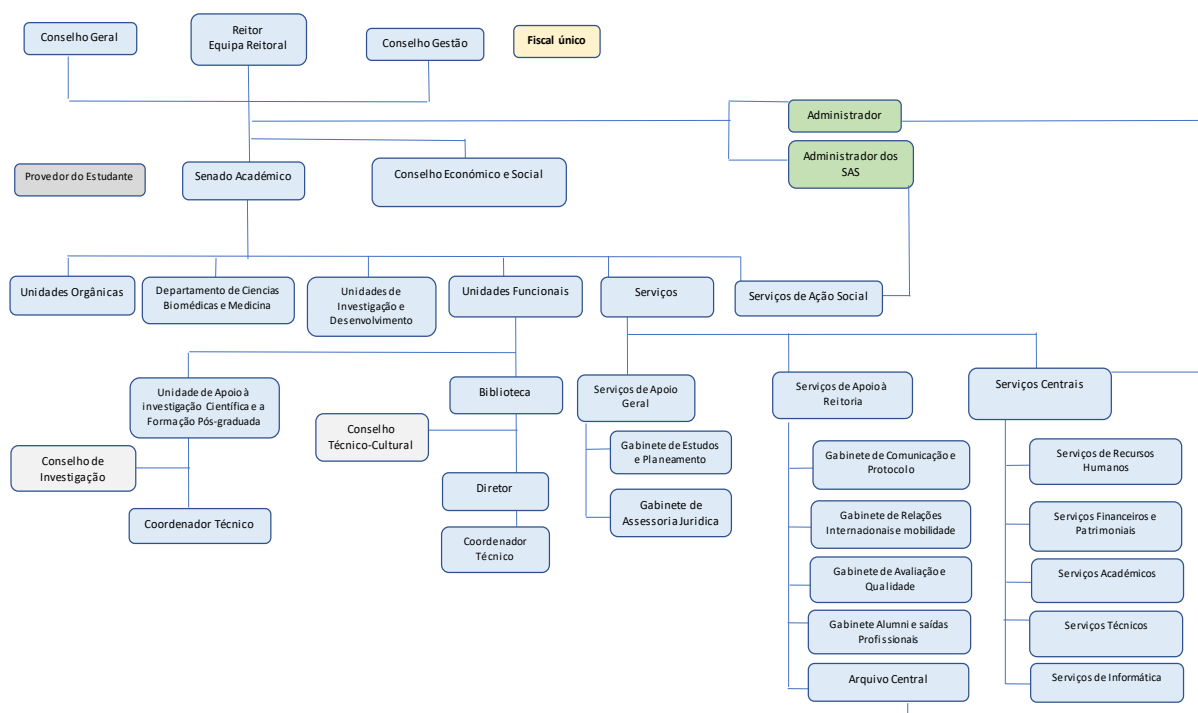 Conselho Geral
Reitor
Equipa Reitoral
Conselho Gestão
Fiscal único
Administrador
Administrador dos
SAS
Provedor do Estudante
Senado Académico
Conselho Económico e Social
Unidades Orgânicas
Departamento de Ciencias
Biomédicas e Medicina
Unidades de
Investigação e
Desenvolvimento
Unidades Funcionais
Serviços
Serviços de Ação Social
Unidade de Apoio à
investigação Científica e a
Formação Pós-graduada
Biblioteca
Serviços de Apoio
Geral
Serviços de Apoio à
Reitoria
Serviços Centrais
Conselho de
Investigação
Coordenador Técnico
Conselho
Técnico-Cultural
Diretor
Coordenador
Técnico
Gabinete de Estudos
e Planeamento
Gabinete de
Assessoria Juridica
Gabinete de Comunicação e
Protocolo
Gabinete de Relações
Internacionais e mobilidade
Gabinete de Avaliação e
Qualidade
Gabinete Alumni e saídas
Profissionais
Arquivo Central
Serviços de Recursos
Humanos
Serviços Financeiros e
Patrimoniais
Serviços Académicos
Serviços Técnicos
Serviços de Informática